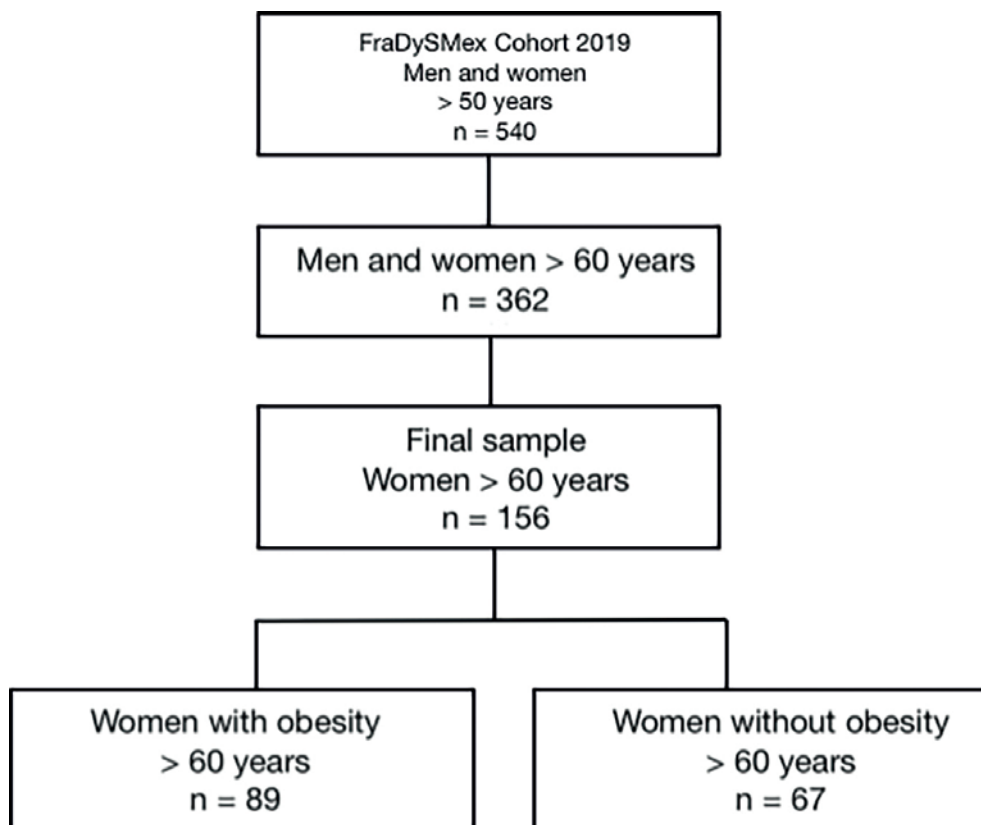 FraDySMex Cohort 2019
Men and women
> 50 years
n = 540
Men and women > 60 years
n = 362
Final sample
Women > 60 years
n = 156
Women with obesity
> 60 years
n = 89
Women without obesity
> 60 years
n = 67